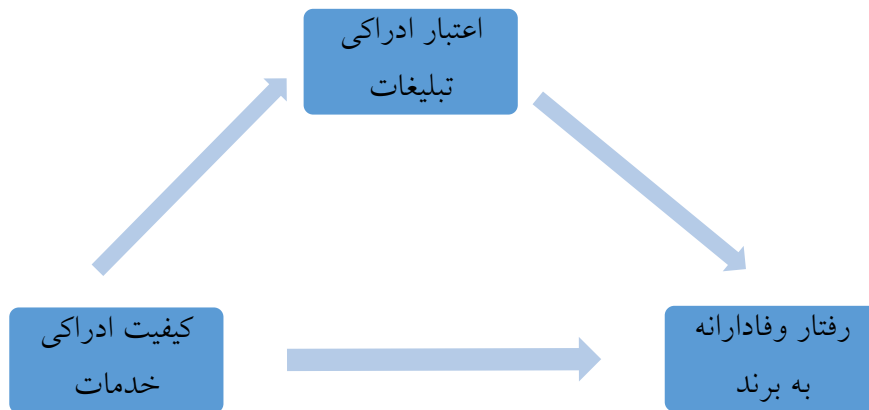 اعتبار ادراکی
تبلیغات
کیفیت ادراکی
خدمات
رفتار وفادارانه
به برند